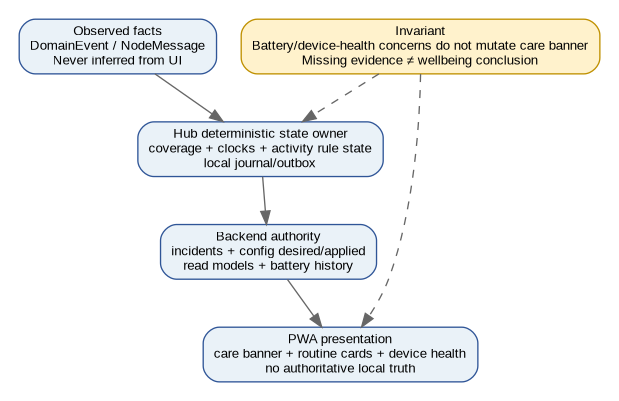 Observed facts
DomainEvent / NodeMessage
Never inferred from UI
Invariant
Battery/device-health concerns do not mutate care banner
Missing evidence ≠ wellbeing conclusion
Hub deterministic state owner
coverage + clocks + activity rule state
local journal/outbox
Backend authority
incidents + config desired/applied
read models + battery history
PWA presentation
care banner + routine cards + device health
no authoritative local truth